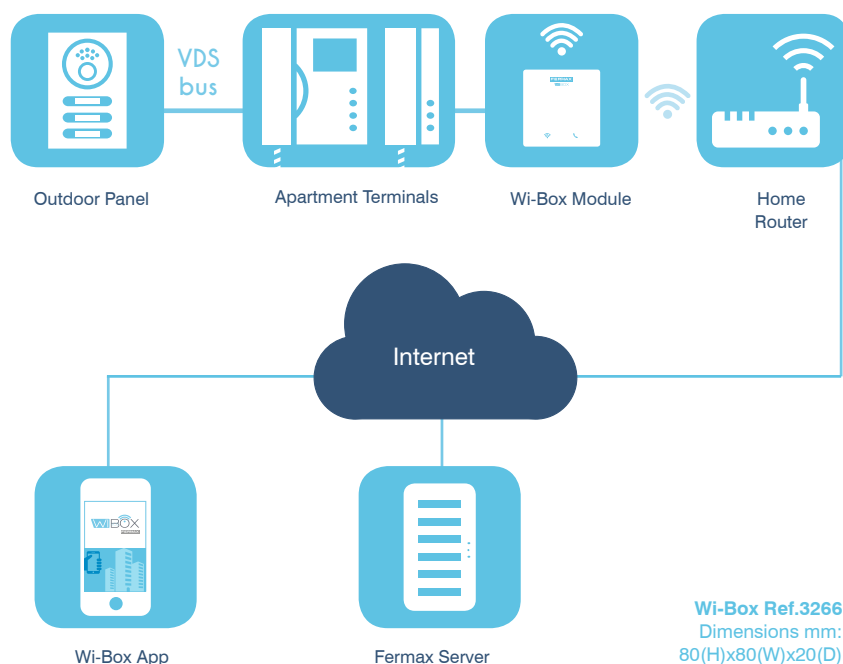 VDS
bus
Outdoor Panel
Apartment Terminals
Wi-Box Module
Home
Router
Internet
WIBOX
FERMAX
Wi-Box App
Fermax Server
Wi-Box Ref.3266
Dimensions mm:
80(H)x80(W)x20(D)